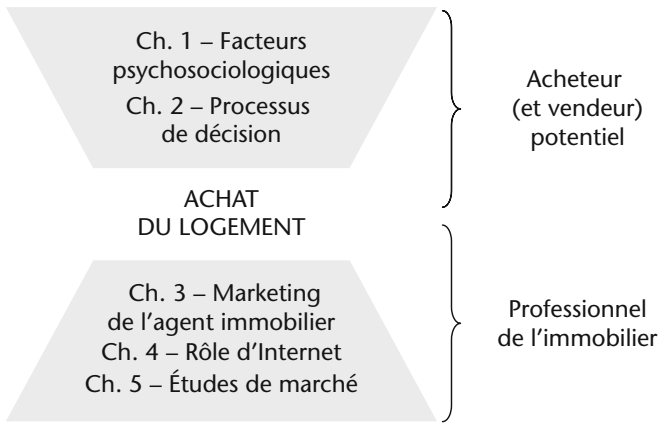 Ch. 1 – Facteurs
psychosociologiques
Ch. 2 – Processus
de décision
Acheteur
(et vendeur)
potentiel
ACHAT
DU LOGEMENT
Ch. 3 – Marketing
de l’agent immobilier
Ch. 4 – Rôle d’Internet
Ch. 5 – Études de marché
Professionnel
de l’immobilier